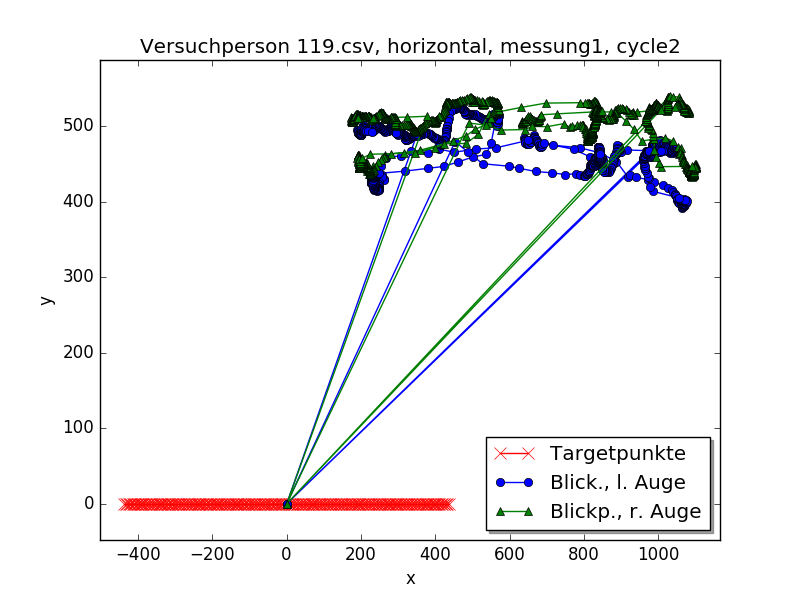 Versuchperson 119.csv, horizontal, messung1, cycle2
y
500
400
300
200
100
0
−400 −200 0 200 400 600 800 1000
x
Targetpunkte
Blick., l. Auge
Blickp., r. Auge